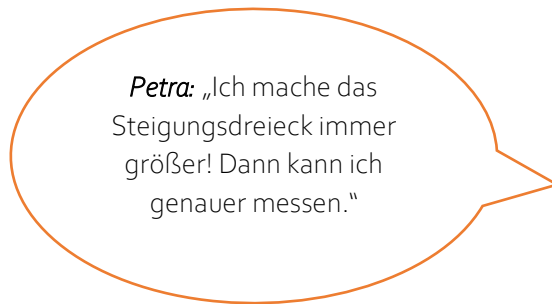 Petra: „Ich mache das
Steigungsdreieck immer
größer! Dann kann ich
genauer messen.“